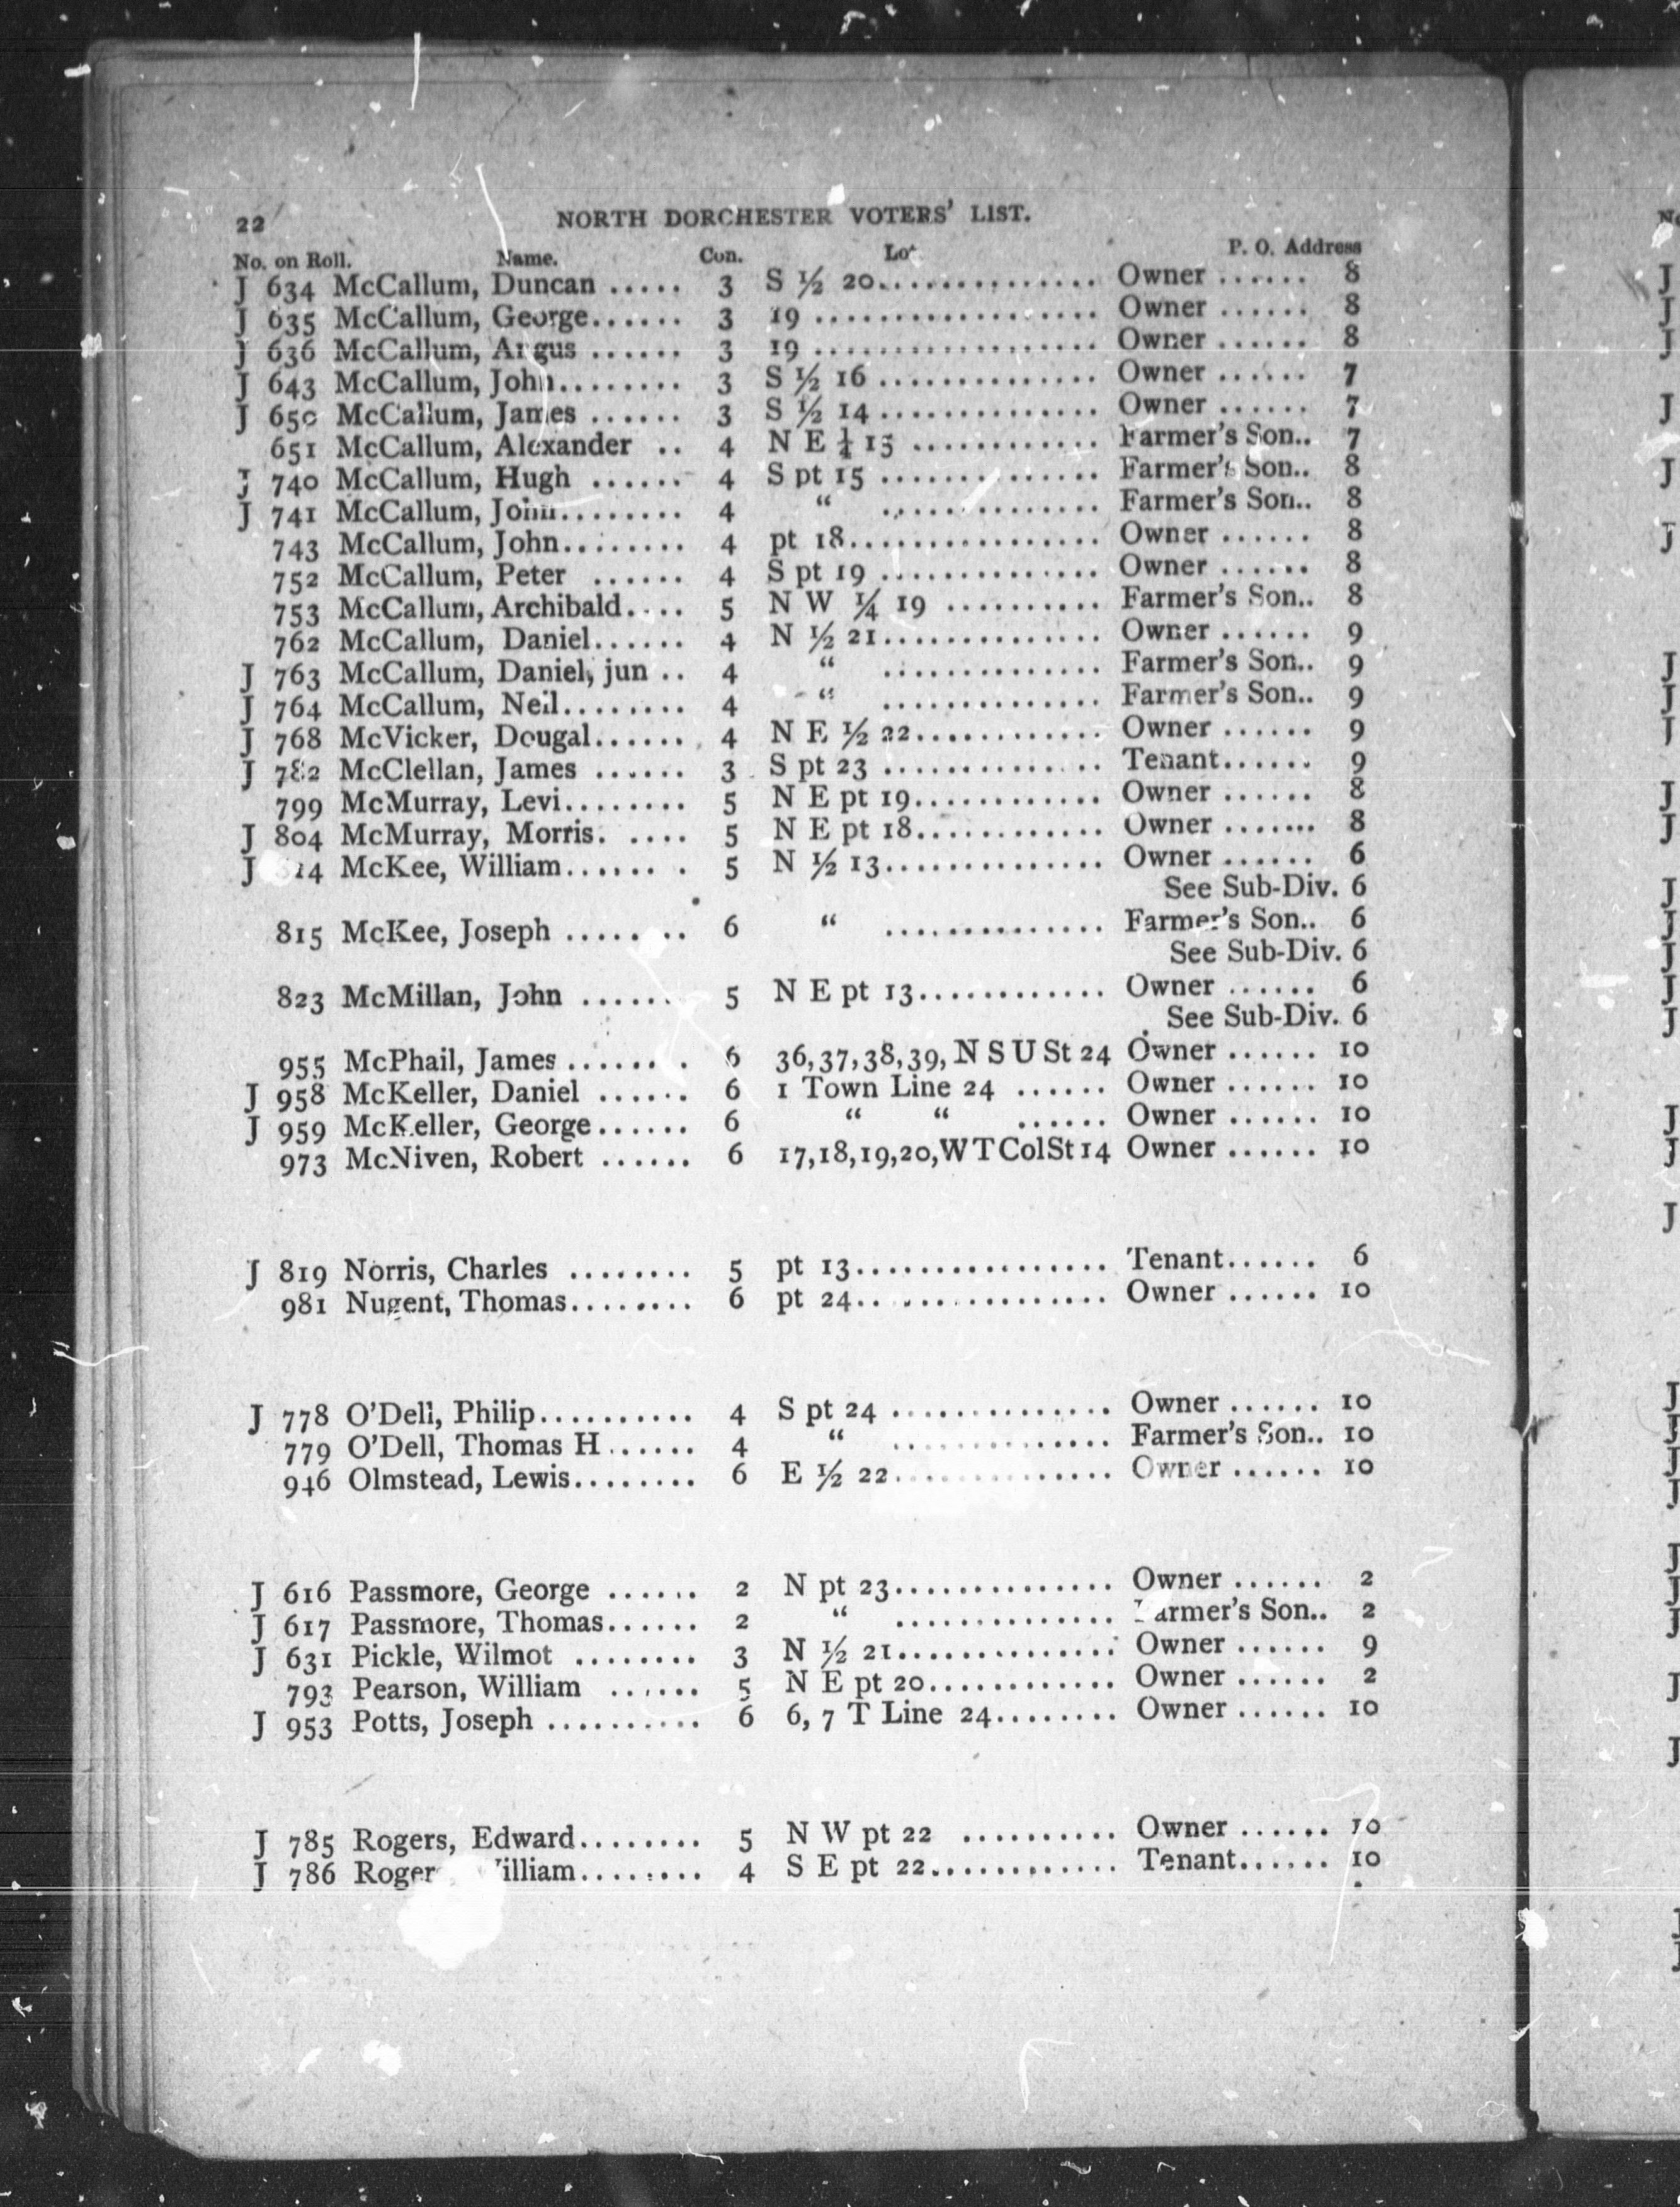 22 NORTH DORCHESTER VOTERS' LIST.
No. on Roll. Name. Con. Lot P. O. Address
J 634 McCallum, Duncan ..... 3 S ½ 20.............. Owner ...... 8
J 635 McCallum, George...... 3 19 .................. Owner ...... 8
J 636 McCallum, Angus ...... 3 19 .................. Owner ...... 8
J 643 McCallum, John........ 3 S ½ 16 .............. Owner ...... 7
J 650 McCallum, James ...... 3 S ½ 14.............. Owner ...... 7
651 McCallum, Alexander .. 4 N E ¼ 15 ............ Farmer's Son.. 7
J 740 McCallum, Hugh ...... 4 S pt 15 .............. Farmer's Son.. 8
J 741 McCallum, John........ 4 “ .............. Farmer's Son.. 8
743 McCallum, John........ 4 pt 18................ Owner ...... 8
752 McCallum, Peter ...... 4 S pt 19 .............. Owner ...... 8
753 McCallum, Archibald.... 5 N W ¼ 19 .......... Farmer's Son.. 8
762 McCallum, Daniel...... 4 N ½ 21.............. Owner ...... 9
J 763 McCallum, Daniel, jun .. 4 “ .............. Farmer's Son.. 9
J 764 McCallum, Neil........ 4 “ .............. Farmer's Son.. 9
J 768 McVicker, Dougal...... 4 N E ½ 22............ Owner ...... 9
J 782 McClellan, James ...... 3 S pt 23 .............. Tenant...... 9
799 McMurray, Levi........ 5 N E pt 19............ Owner ...... 8
J 804 McMurray, Morris. .... 5 N E pt 18............ Owner ....... 8
J McKee, William...... . 5 N ½ 13.............. Owner ...... 6
See Sub-Div. 6
815 McKee, Joseph ........ 6 “ .............. Farmer's Son.. 6
See Sub-Div. 6
823 McMillan, John ...... 5 N E pt 13............ Owner ...... 6
See Sub-Div. 6
955 McPhail, James ....... . 6 36,37,38,39, N S U St 24 Owner ...... 10
J 958 McKeller, Daniel ...... 6 1 Town Line 24 ...... Owner ...... 10
J 959 McKeller, George...... 6 “ “ ...... Owner ...... 10
973 McNiven, Robert ...... 6 17,18,19,20,W T Col St 14 Owner ...... 10
J 819 Norris, Charles ........ 5 pt 13................ Tenant...... 6
981 Nugent, Thomas........ 6 pt 24................ Owner ...... 10
J 778 O'Dell, Philip.......... 4 S pt 24 .............. Owner ...... 10
779 O'Dell, Thomas H...... 4 “ .............. Farmer's Son.. 10
946 Olmstead, Lewis........ 6 E ½ 22.............. Owner ...... 10
J 616 Passmore, George ...... 2 N pt 23.............. Owner ...... 2
J 617 Passmore, Thomas...... 2 “ .............. Farmer's Son.. 2
J 631 Pickle, Wilmot ........ 3 N ½ 21.............. Owner ...... 9
793 Pearson, William ...... 5 N E pt 20............ Owner ...... 2
J 953 Potts, Joseph .......... 6 6, 7 T Line 24........ Owner ...... 10
J 785 Rogers, Edward........ 5 N W pt 22 .......... Owner ...... 10
J 786 Rogers, William........ 4 S E pt 22............ Tenant...... 10